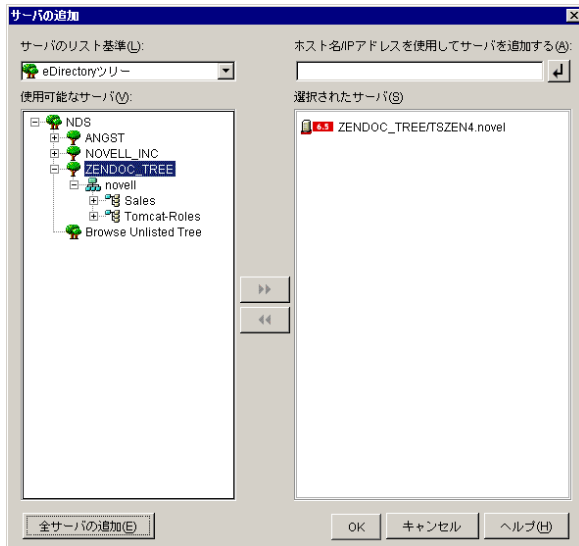 サーバの追加
サーバのリスト基準(L):
eDirectoryツリー
使用可能なサーバ(V):
NDS
ANGST
NOVELL_INC
ZENDOC_TREE
novell
Sales
Tomcat-Roles
Browse Unlisted Tree
ホスト名/IPアドレスを使用してサーバを追加する(A):
選択されたサーバ(S)
6.5 ZENDOC_TREE/TSZEN4.novel
全サーバの追加(E)
OK
キャンセル
ヘルプ(H)